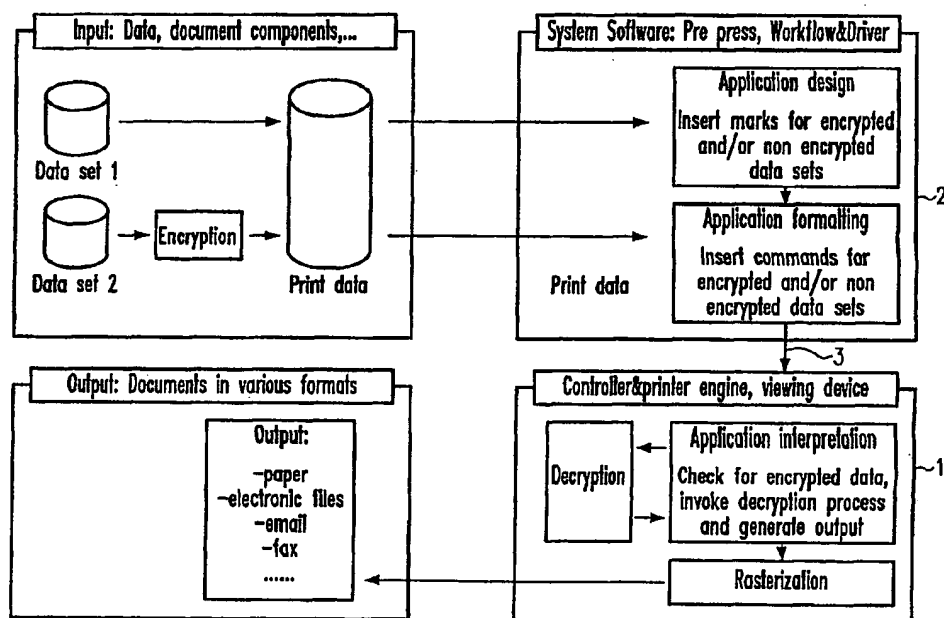 Input: Data, document components,...
Data set 1
Data set 2
Encryption
Print data
System Software: Pre press, Workflow&Driver
Application design
Insert marks for encrypted
and/or non encrypted
data sets
Application formatting
Insert commands for
encrypted and/or non
encrypted data sets
Print data
2
3
Output: Documents in various formats
Output:
-paper
-electronic files
-email
-fax
......
Controller&printer engine, viewing device
Decryption
Application interpretation
Check for encrypted data,
invoke decryption process
and generate output
Rasterization
1